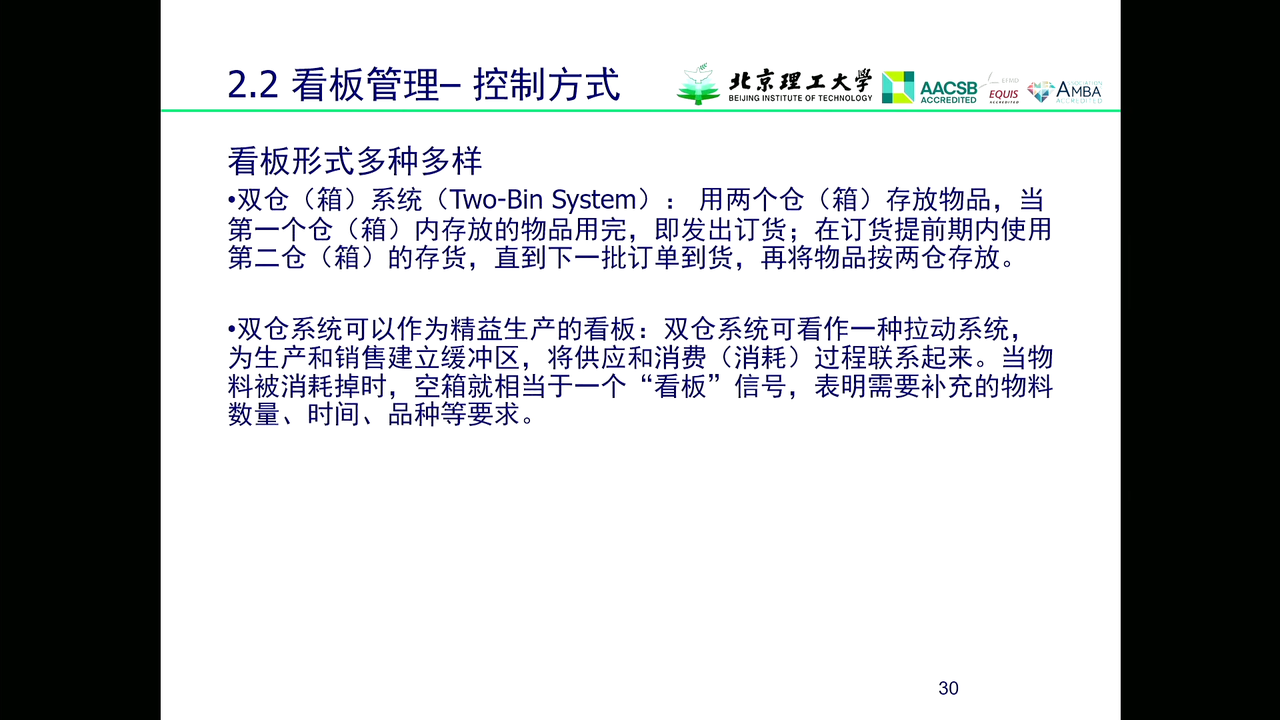 2.2 看板管理– 控制方式
北京理工大学
BEIJING INSTITUTE OF TECHNOLOGY
AACSB
ACCREDITED
EFMD
EQUIS
ACCREDITED
ASSOCIATION
AMBA
ACCREDITED
看板形式多种多样
•双仓（箱）系统（Two-Bin System）： 用两个仓（箱）存放物品，当
第一个仓（箱）内存放的物品用完，即发出订货；在订货提前期内使用
第二仓（箱）的存货，直到下一批订单到货，再将物品按两仓存放。
•双仓系统可以作为精益生产的看板：双仓系统可看作一种拉动系统，
为生产和销售建立缓冲区，将供应和消费（消耗）过程联系起来。当物
料被消耗掉时，空箱就相当于一个“看板”信号，表明需要补充的物料
数量、时间、品种等要求。
30